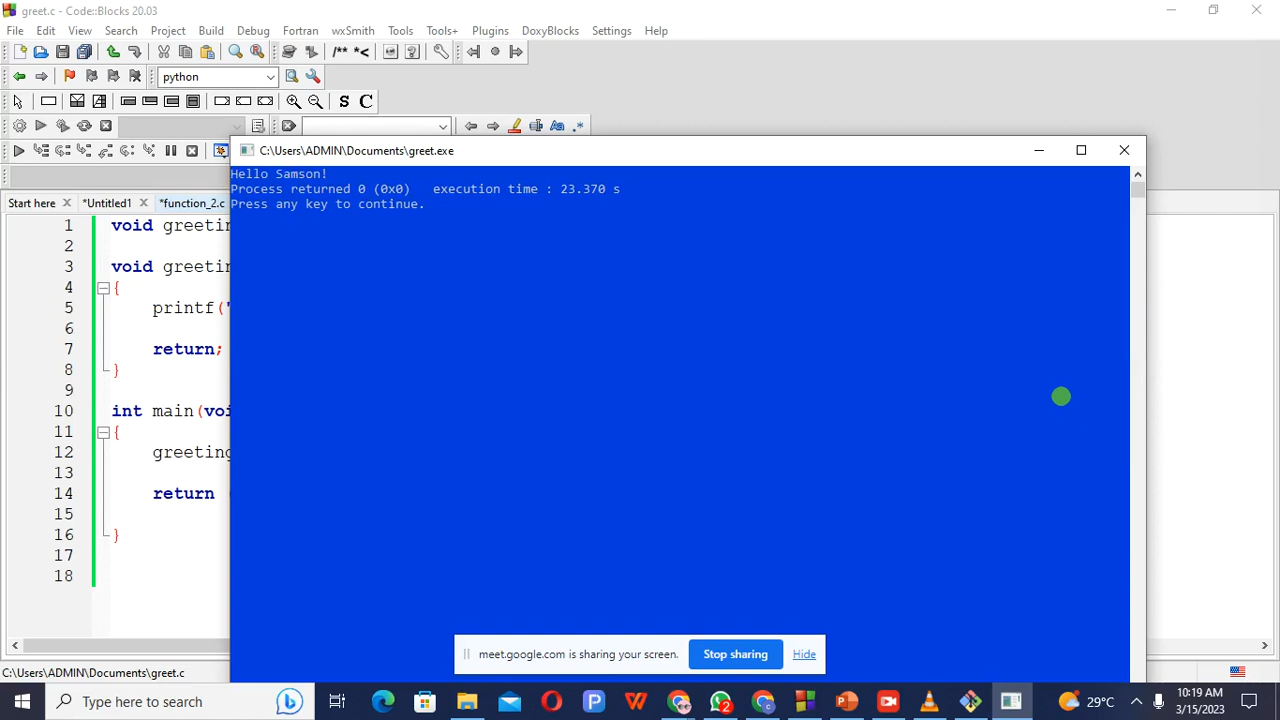 greet.c - Code::Blocks 20.03
File Edit View Search Project Build Debug Fortran wxSmith Tools Tools+ Plugins DoxyBlocks Settings Help
/** *<
python
S C
C:\Users\ADMIN\Documents\greet.exe
Hello Samson!
Process returned 0 (0x0) execution time : 23.370 s
Press any key to continue.
Start here *Untitled1 *function_2.c
1 void greetin
2
3 void greetin
4 {
5 printf("
6
7 return;
8 }
9
10 int main(voi
11 {
12 greeting
13
14 return
15
16 }
17
18
meet.google.com is sharing your screen. Stop sharing Hide
C:\Users\ADMIN\Documents\greet.c
Type here to search
2
29°C
10:19 AM
3/15/2023